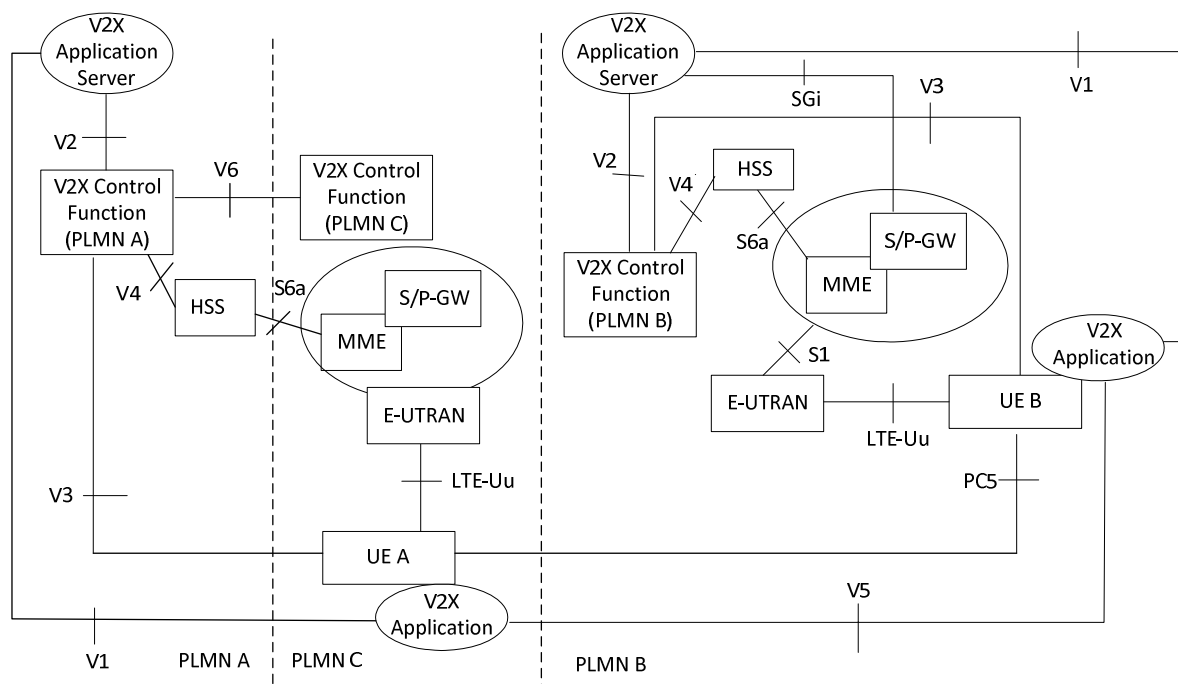 V2X
Application
Server
V2
V2X Control
Function
(PLMN A)
V6
V2X Control
Function
(PLMN C)
V4
HSS
S6a
S/P-GW
MME
E-UTRAN
LTE-Uu
V3
UE A
V2X
Application
V1
PLMN A
PLMN C
V2X
Application
Server
SGi
V1
V3
V2
V4
HSS
S6a
S/P-GW
MME
V2X Control
Function
(PLMN B)
S1
V2X
Application
E-UTRAN
UE B
LTE-Uu
PC5
V5
PLMN B